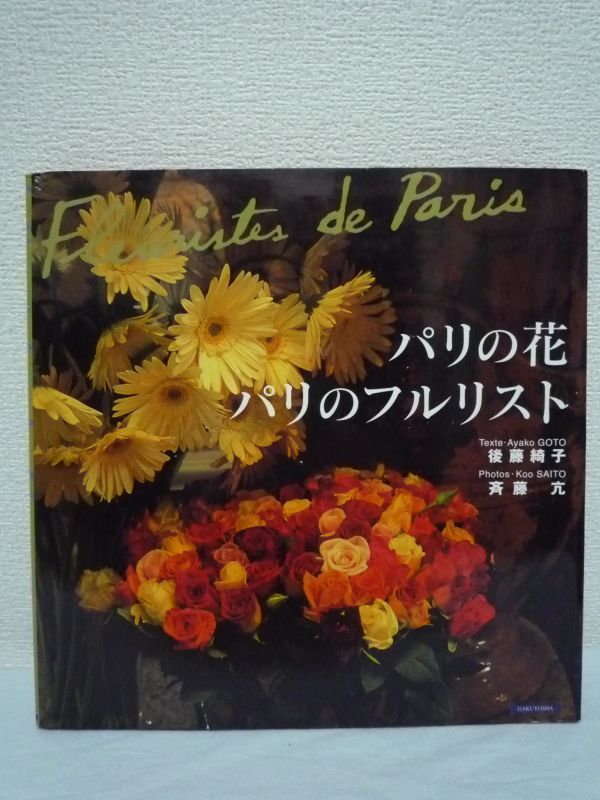 Fleuristes de Paris
パリの花
パリのフルリスト
Texte・Ayako GOTO
後藤綺子
Photos・Koo SAITO
斉藤 亢
GAKUYOSHA